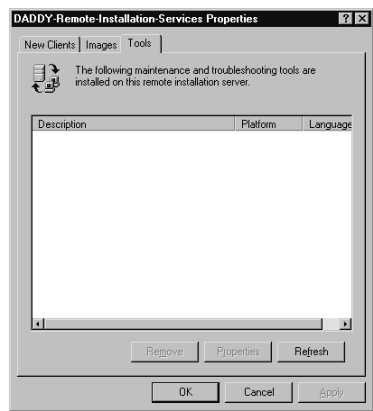 DADDY-Remote-Installation-Services Properties ? X
New Clients Images Tools
The following maintenance and troubleshooting tools are
installed on this remote installation server.
Description Platform Language
Remove Properties Refresh
OK Cancel Apply